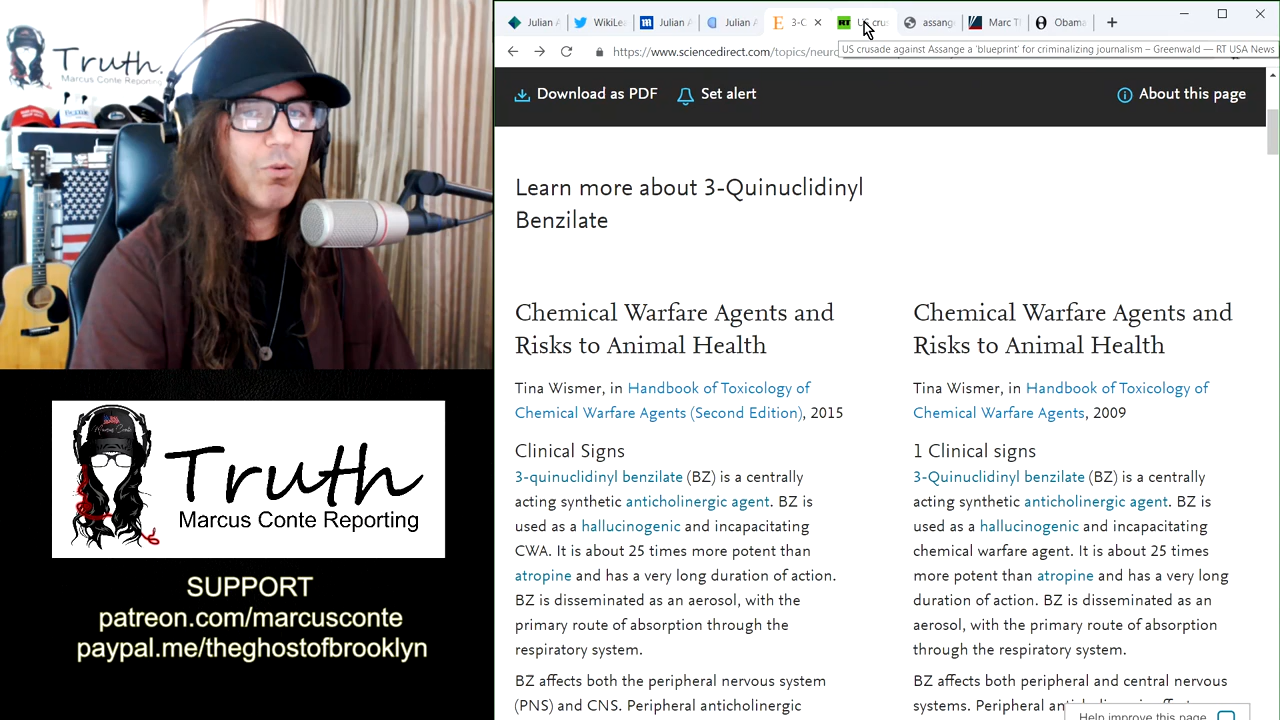 Julian A
WikiLea
Julian A
Julian A
3-C
US crus
assang
Marc T
Obama
https://www.sciencedirect.com/topics/neuro
US crusade against Assange a 'blueprint' for criminalizing journalism – Greenwald — RT USA News
Download as PDF
Set alert
About this page
Learn more about 3-Quinuclidinyl
Benzilate
Chemical Warfare Agents and
Risks to Animal Health
Tina Wismer, in Handbook of Toxicology of
Chemical Warfare Agents (Second Edition), 2015
Clinical Signs
3-quinuclidinyl benzilate (BZ) is a centrally
acting synthetic anticholinergic agent. BZ is
used as a hallucinogenic and incapacitating
CWA. It is about 25 times more potent than
atropine and has a very long duration of action.
BZ is disseminated as an aerosol, with the
primary route of absorption through the
respiratory system.
BZ affects both the peripheral nervous system
(PNS) and CNS. Peripheral anticholinergic
Chemical Warfare Agents and
Risks to Animal Health
Tina Wismer, in Handbook of Toxicology of
Chemical Warfare Agents, 2009
1 Clinical signs
3-Quinuclidinyl benzilate (BZ) is a centrally
acting synthetic anticholinergic agent. BZ is
used as a hallucinogenic and incapacitating
chemical warfare agent. It is about 25 times
more potent than atropine and has a very long
duration of action. BZ is disseminated as an
aerosol, with the primary route of absorption
through the respiratory system.
BZ affects both peripheral and central nervous
systems. Peripheral
Help improve this page
Truth.
Marcus Conte Reporting
Truth
Marcus Conte Reporting
SUPPORT
patreon.com/marcusconte
paypal.me/theghostofbrooklyn